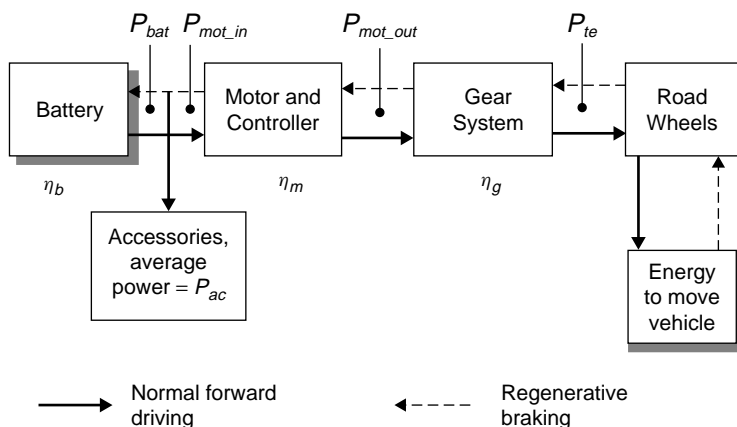 P_bat
P_mot_in
P_mot_out
P_te
Battery
Motor and
Controller
Gear
System
Road
Wheels
η_b
η_m
η_g
Accessories,
average
power = P_ac
Energy
to move
vehicle
Normal forward
driving
Regenerative
braking